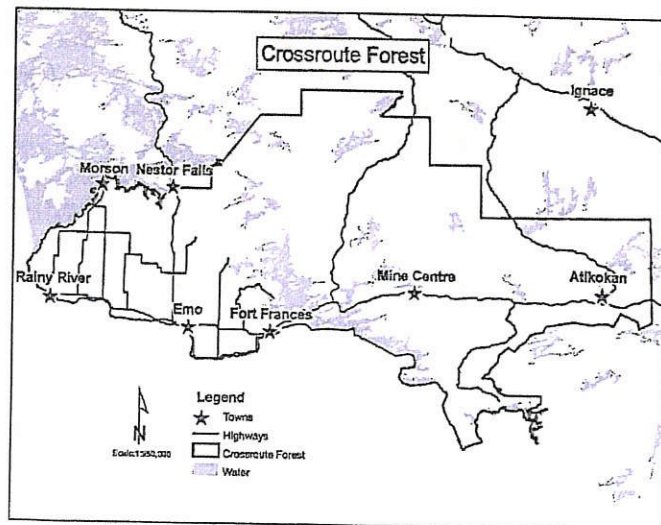 Crossroute Forest
Ignace
Morson
Nestor Falls
Rainy River
Mine Centre
Atikokan
Emo
Fort Frances
Legend
Towns
Highways
Crossroute Forest
Water
N